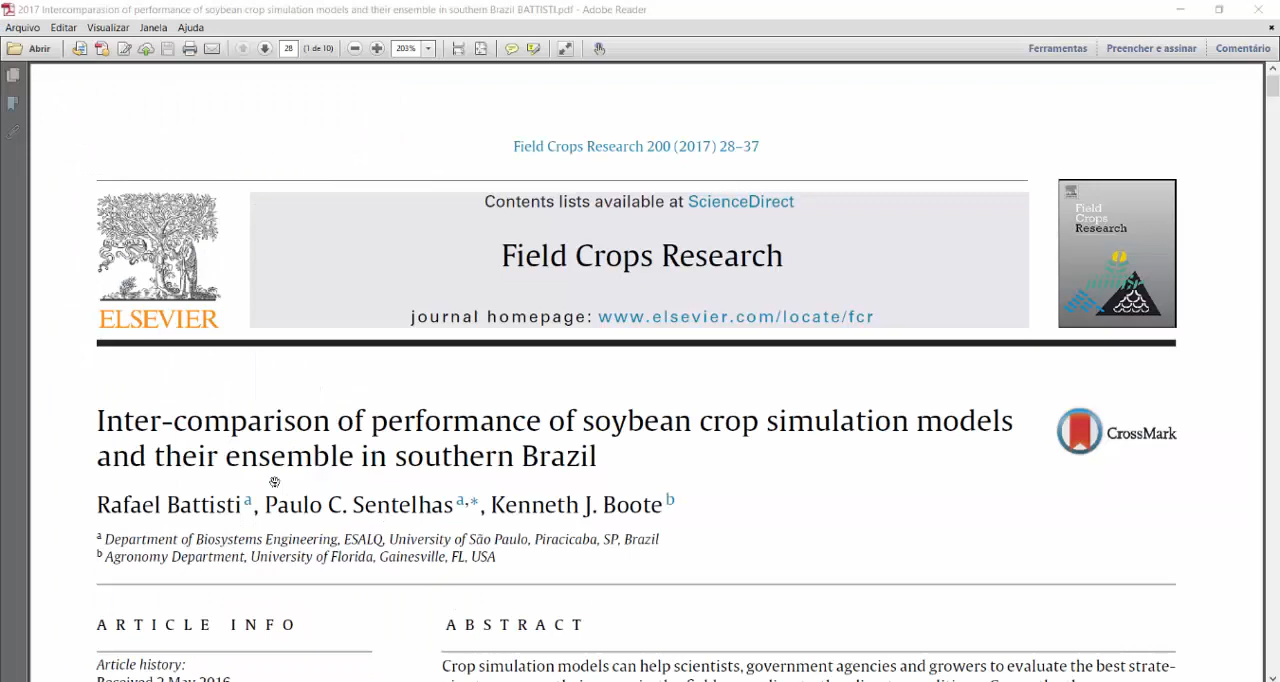 2017 Intercomparasion of performance of soybean crop simulation models and their ensemble in southern Brazil BATTISTI.pdf - Adobe Reader
Arquivo Editar Visualizar Janela Ajuda
Abrir 28 (1 de 10) 203% Ferramentas Preencher e assinar Comentário
Field Crops Research 200 (2017) 28–37
Contents lists available at ScienceDirect
Field Crops Research
journal homepage: www.elsevier.com/locate/fcr
ELSEVIER
Field
Crops
Research
Inter-comparison of performance of soybean crop simulation models
and their ensemble in southern Brazil
CrossMark
Rafael Battisti a, Paulo C. Sentelhas a,*, Kenneth J. Boote b
a Department of Biosystems Engineering, ESALQ, University of São Paulo, Piracicaba, SP, Brazil
b Agronomy Department, University of Florida, Gainesville, FL, USA
ARTICLE INFO
ABSTRACT
Article history:
Received 2 May 2016
Crop simulation models can help scientists, government agencies and growers to evaluate the best strate-